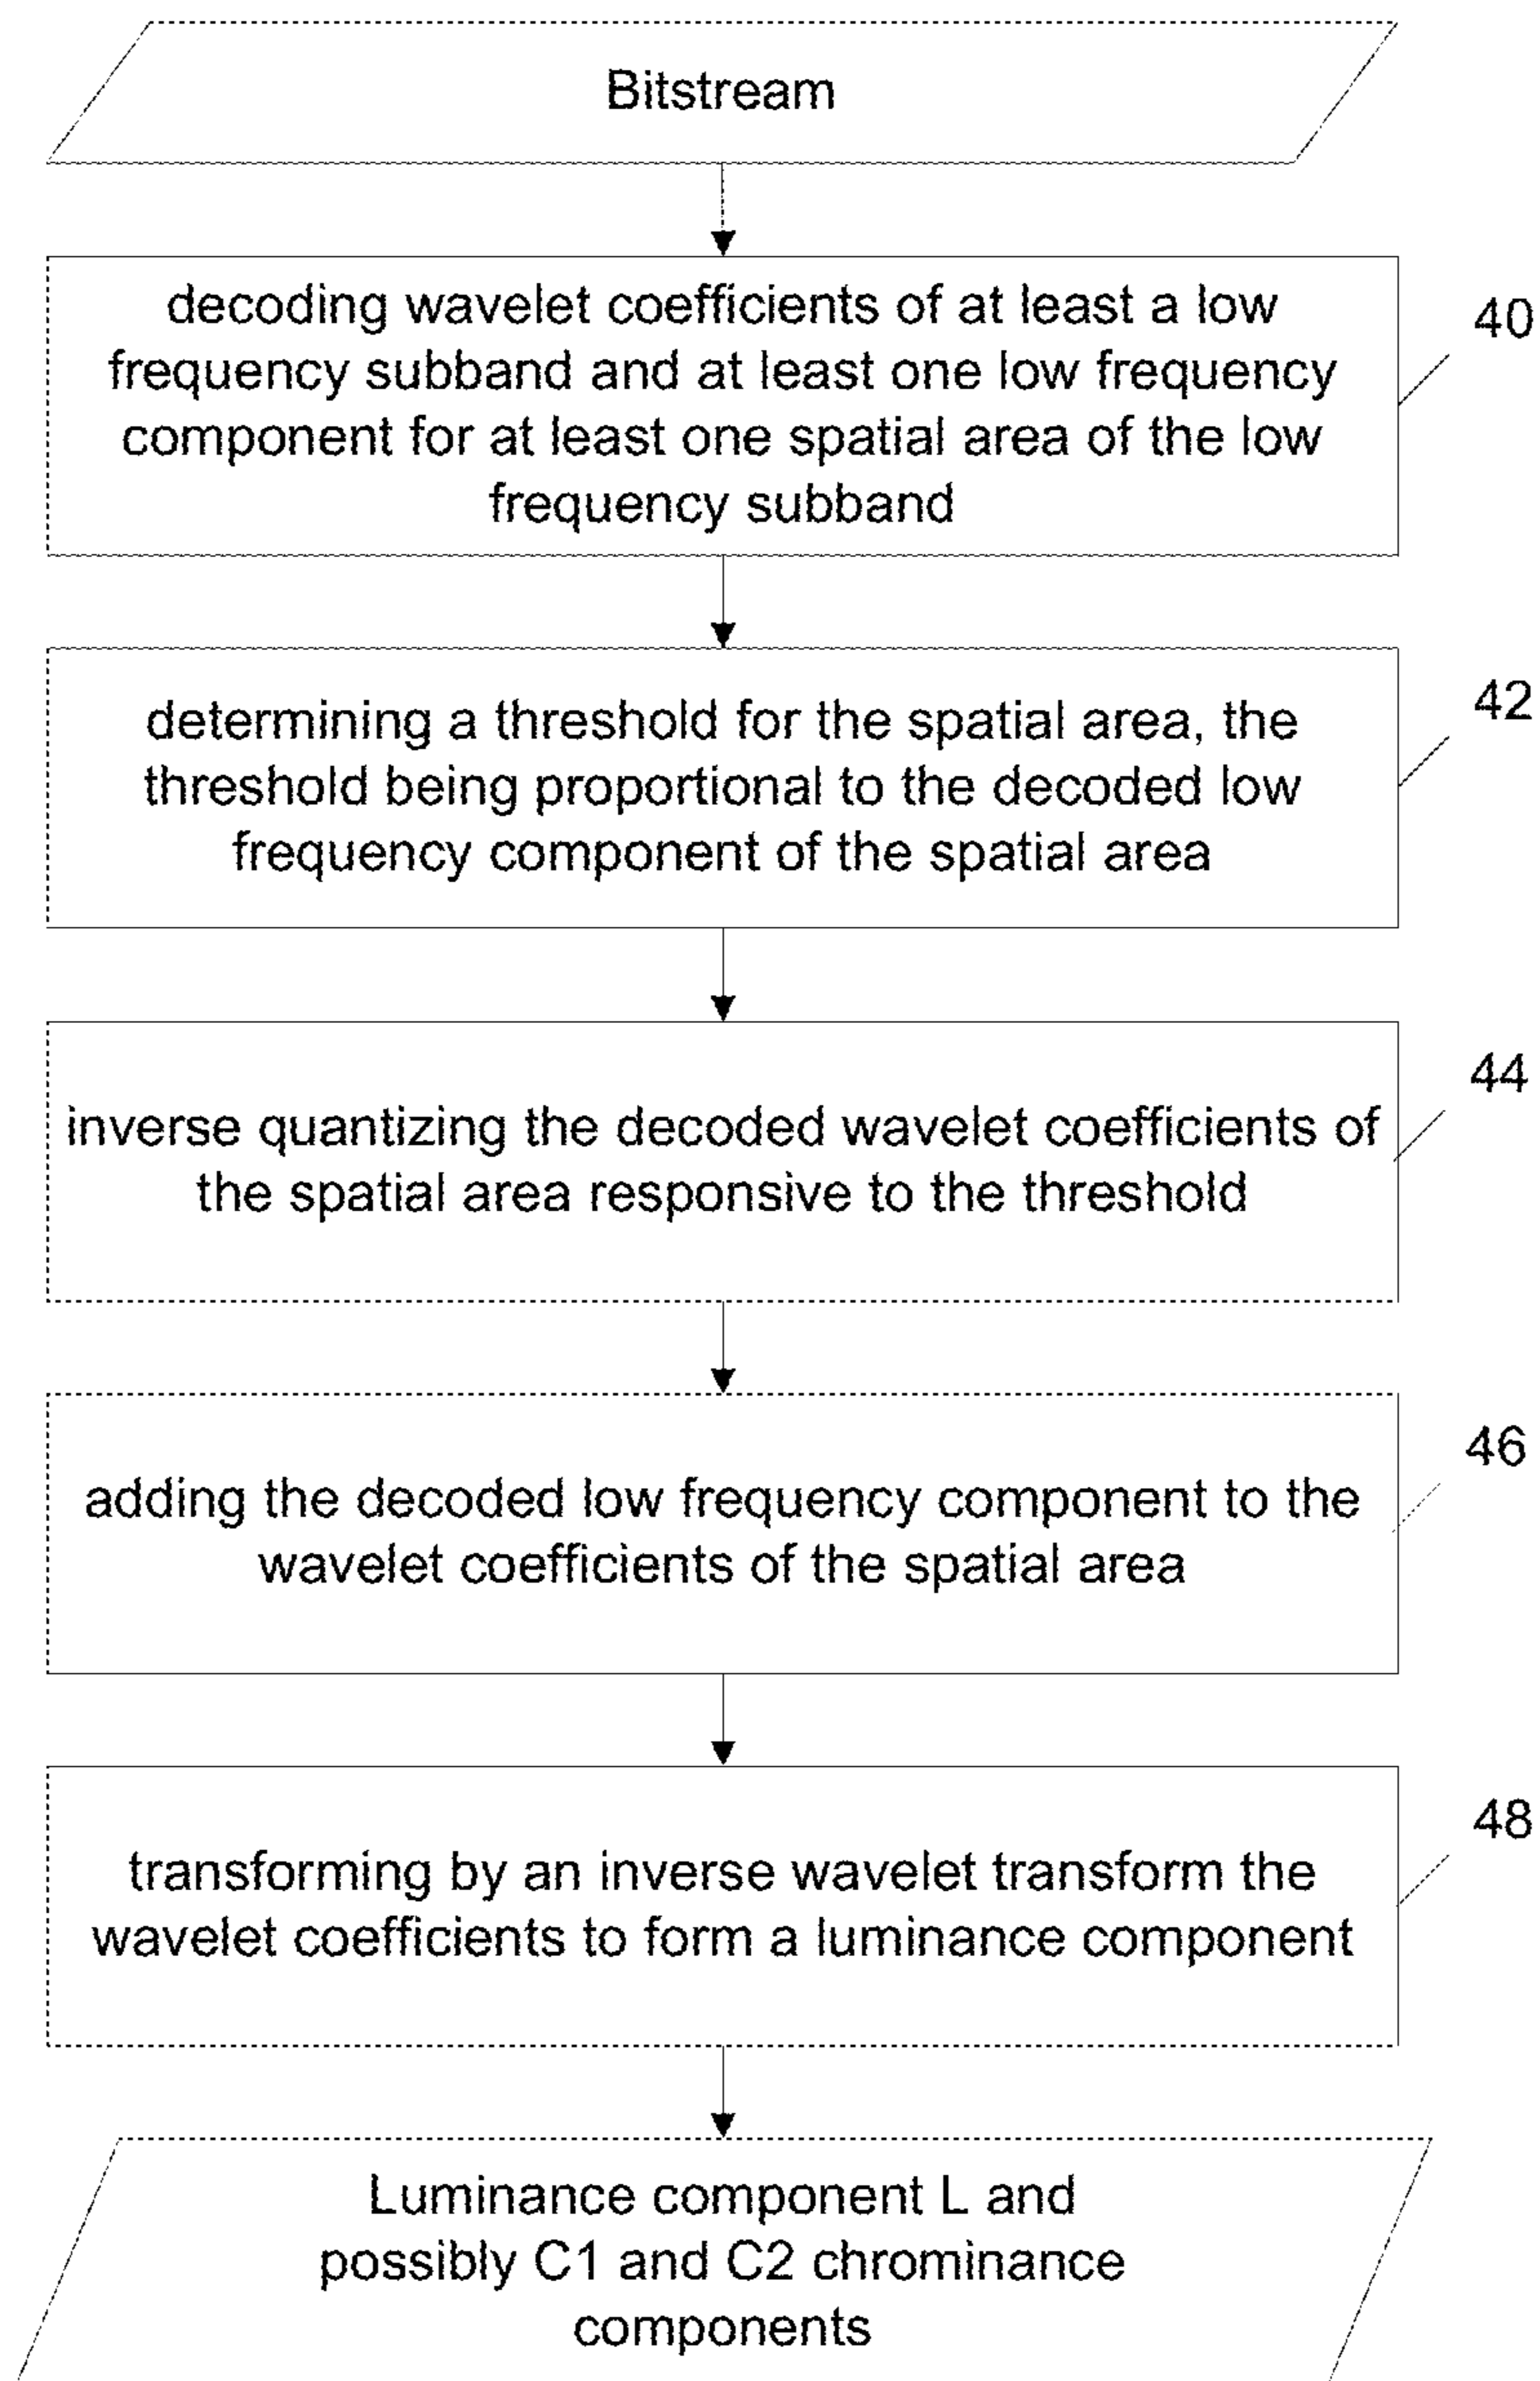 Bitstream
decoding wavelet coefficients of at least a low
frequency subband and at least one low frequency
component for at least one spatial area of the low
frequency subband
40
determining a threshold for the spatial area, the
threshold being proportional to the decoded low
frequency component of the spatial area
42
inverse quantizing the decoded wavelet coefficients of
the spatial area responsive to the threshold
44
adding the decoded low frequency component to the
wavelet coefficients of the spatial area
46
transforming by an inverse wavelet transform the
wavelet coefficients to form a luminance component
48
Luminance component L and
possibly C1 and C2 chrominance
components